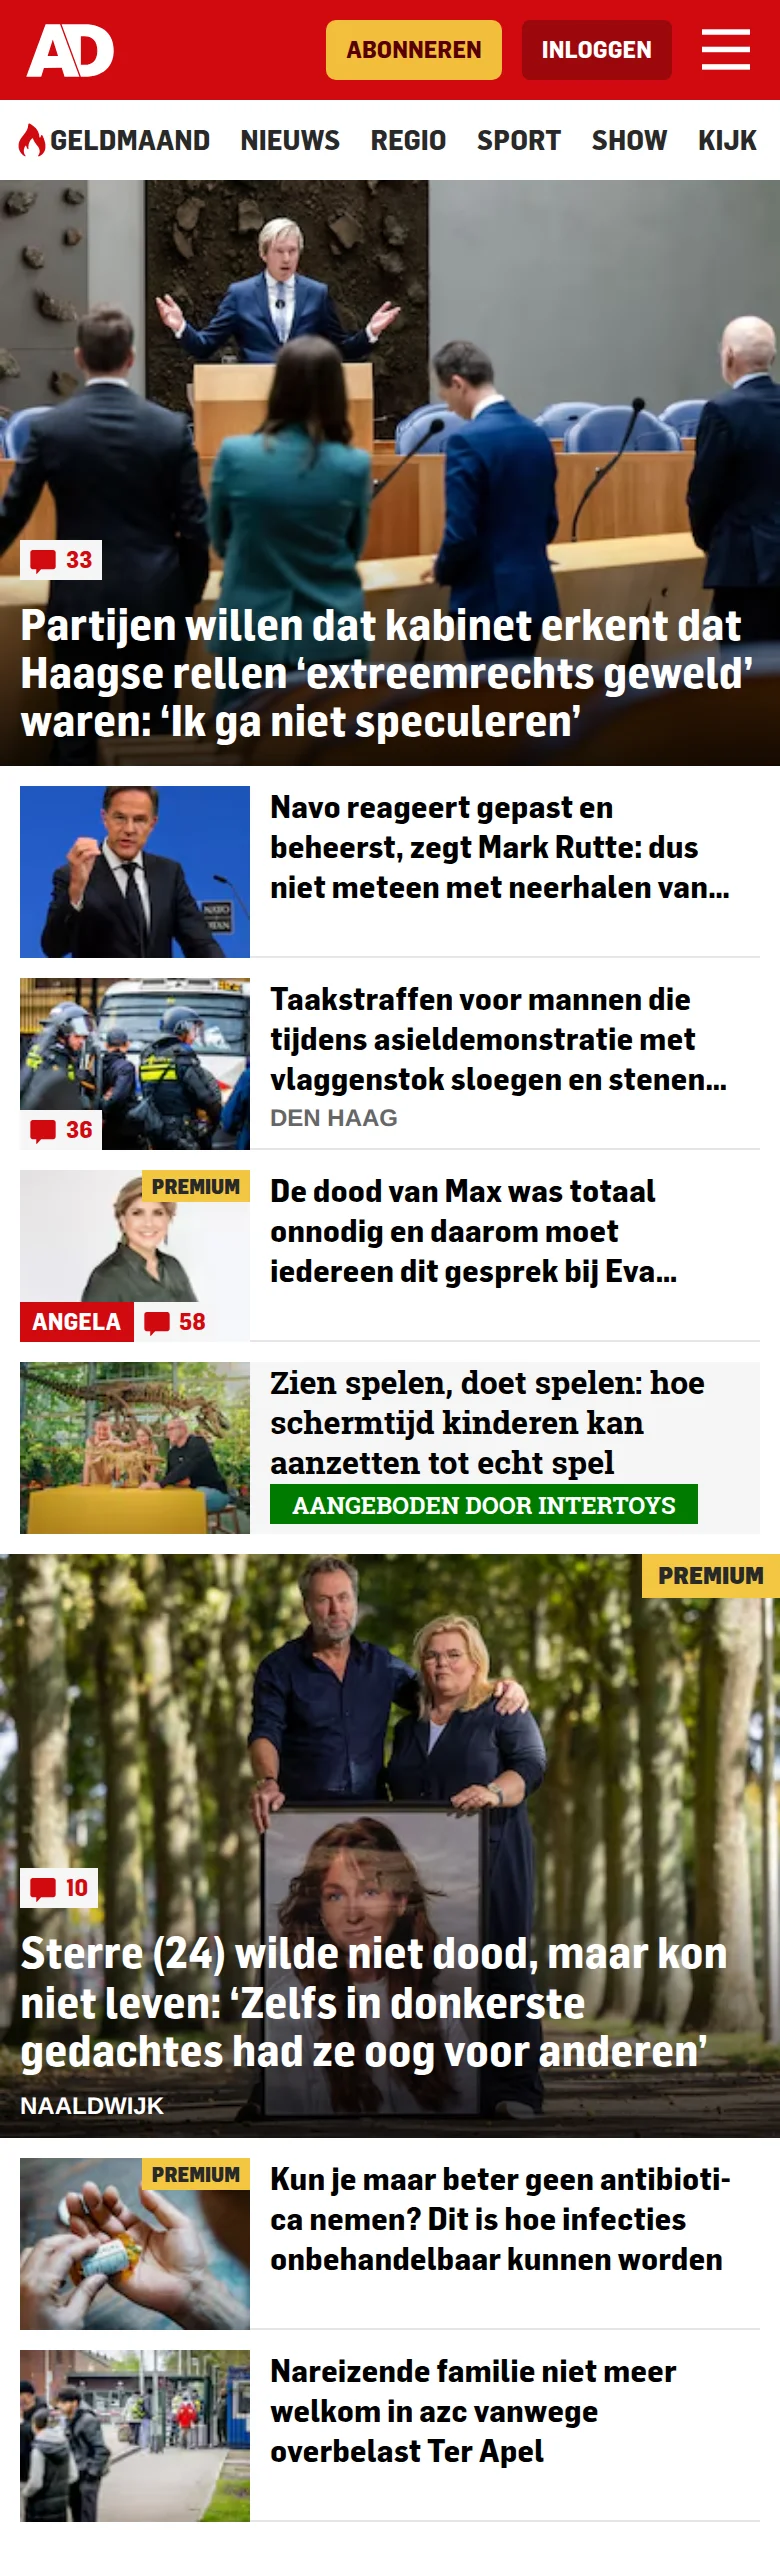 AD
ABONNEREN
INLOGGEN
GELDMAAND NIEUWS REGIO SPORT SHOW KIJK
33
Partijen willen dat kabinet erkent dat
Haagse rellen ‘extreemrechts geweld’
waren: ‘Ik ga niet speculeren’
Navo reageert gepast en
beheerst, zegt Mark Rutte: dus
niet meteen met neerhalen van...
Taakstraffen voor mannen die
tijdens asieldemonstratie met
vlaggenstok sloegen en stenen...
36
DEN HAAG
PREMIUM
ANGELA
58
De dood van Max was totaal
onnodig en daarom moet
iedereen dit gesprek bij Eva...
Zien spelen, doet spelen: hoe
schermtijd kinderen kan
aanzetten tot echt spel
AANGEBODEN DOOR INTERTOYS
PREMIUM
10
Sterre (24) wilde niet dood, maar kon
niet leven: ‘Zelfs in donkerste
gedachtes had ze oog voor anderen’
NAALDWIJK
PREMIUM
Kun je maar beter geen antibioti-
ca nemen? Dit is hoe infecties
onbehandelbaar kunnen worden
Nareizende familie niet meer
welkom in azc vanwege
overbelast Ter Apel